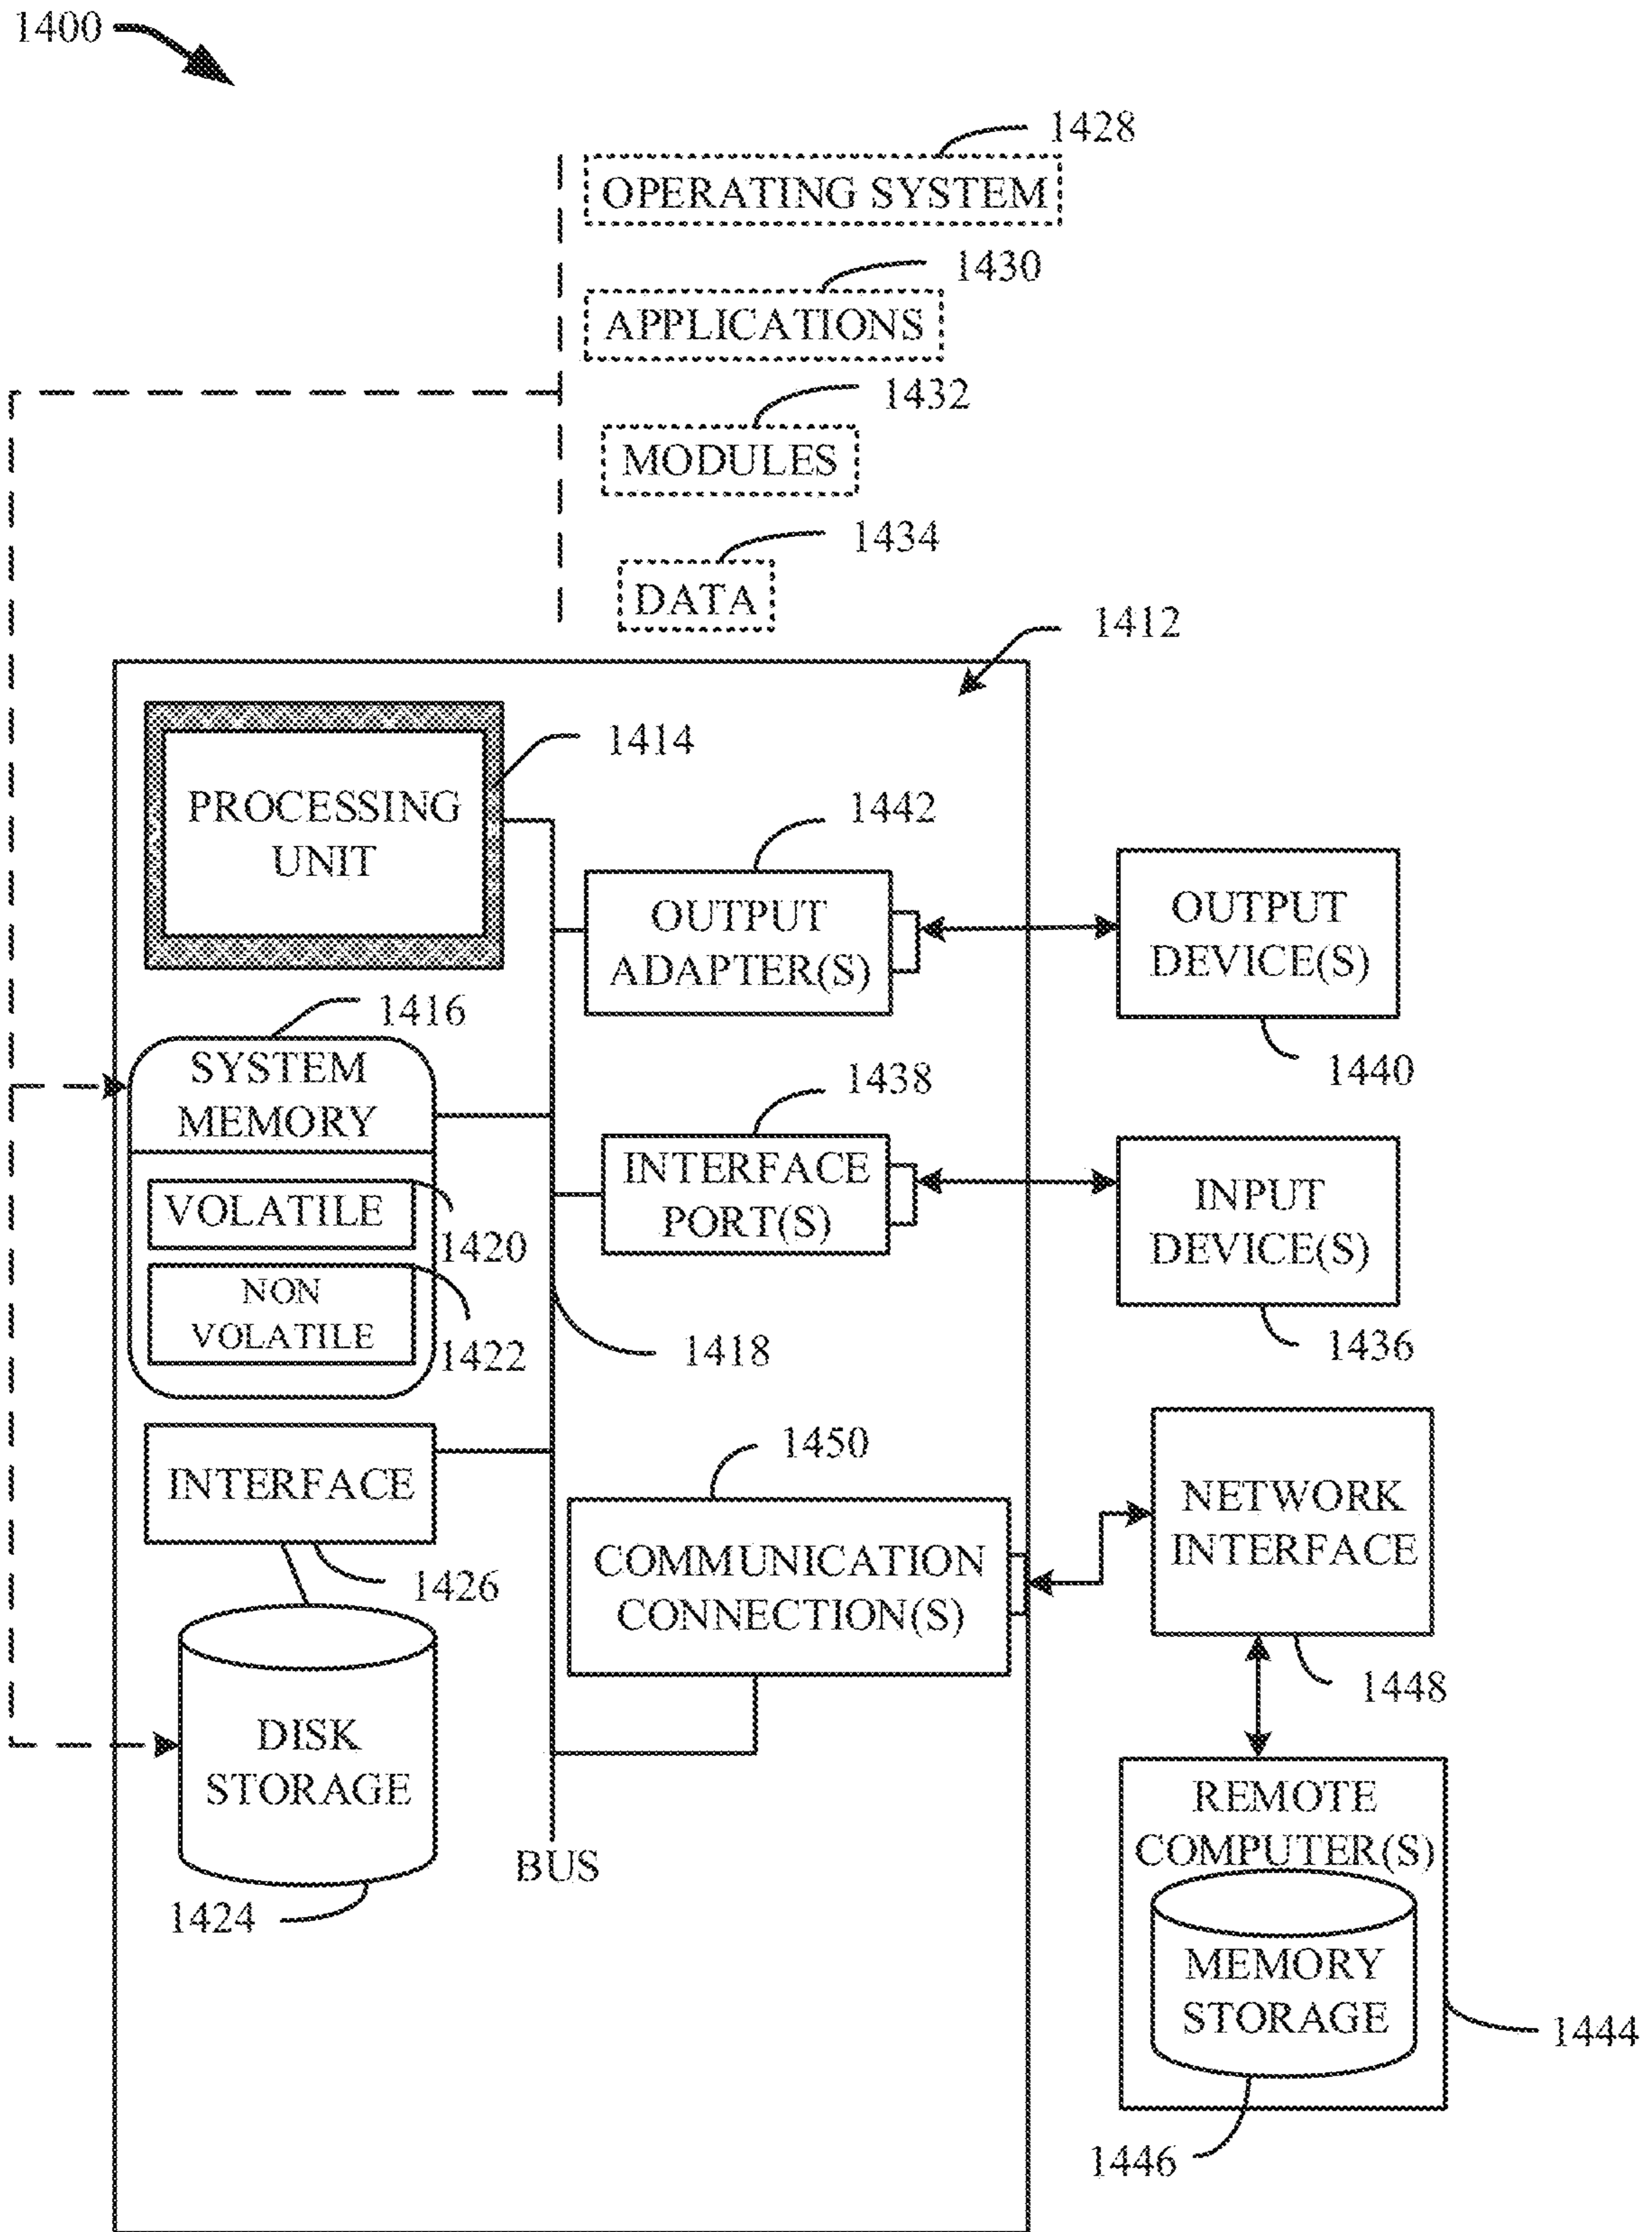 1400
1428
OPERATING SYSTEM
1430
APPLICATIONS
1432
MODULES
1434
DATA
1412
1414
PROCESSING
UNIT
1442
OUTPUT
ADAPTER(S)
OUTPUT
DEVICE(S)
1440
1416
SYSTEM
MEMORY
VOLATILE
1420
NON
VOLATILE
1422
1438
INTERFACE
PORT(S)
INPUT
DEVICE(S)
1436
1418
INTERFACE
1426
1450
COMMUNICATION
CONNECTION(S)
NETWORK
INTERFACE
1448
DISK
STORAGE
1424
BUS
REMOTE
COMPUTER(S)
MEMORY
STORAGE
1444
1446